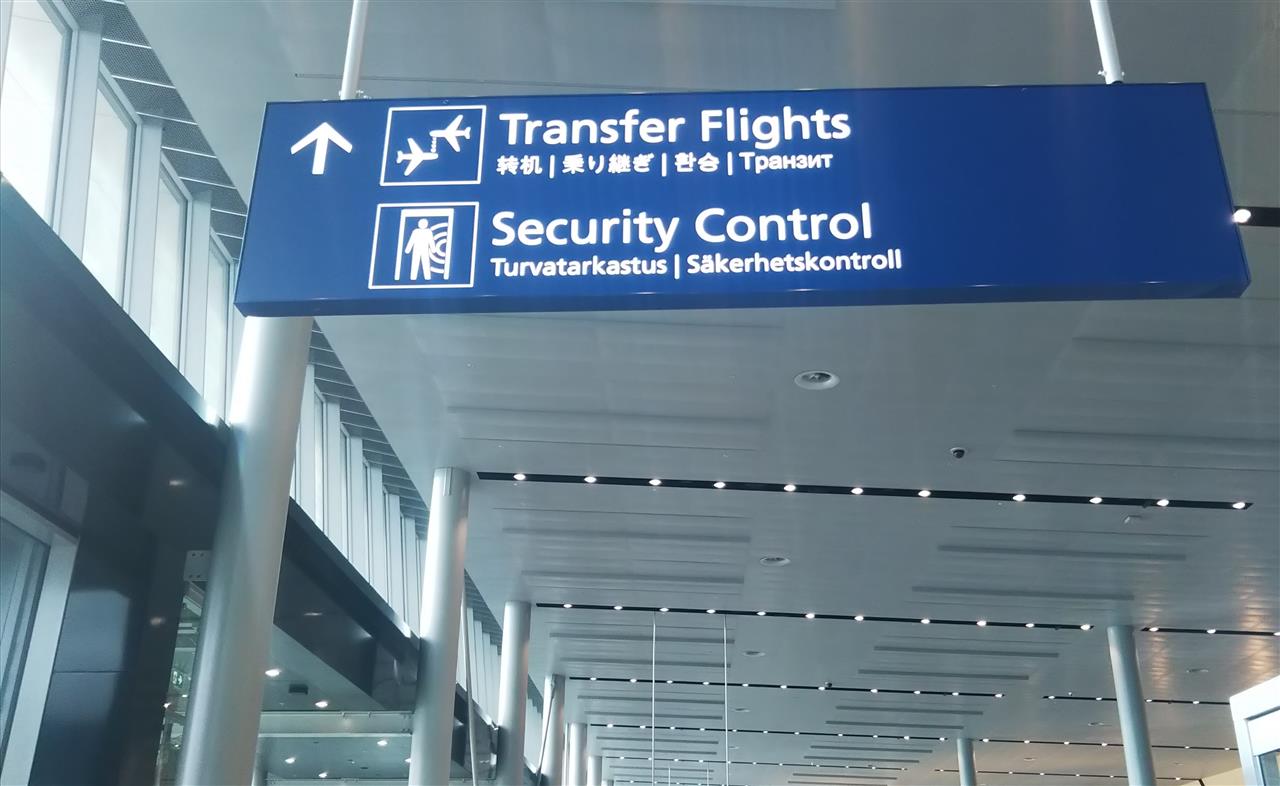 Transfer Flights
转机 | 乗り継ぎ | 환승 | Транзит
Security Control
Turvatarkastus | Säkerhetskontroll